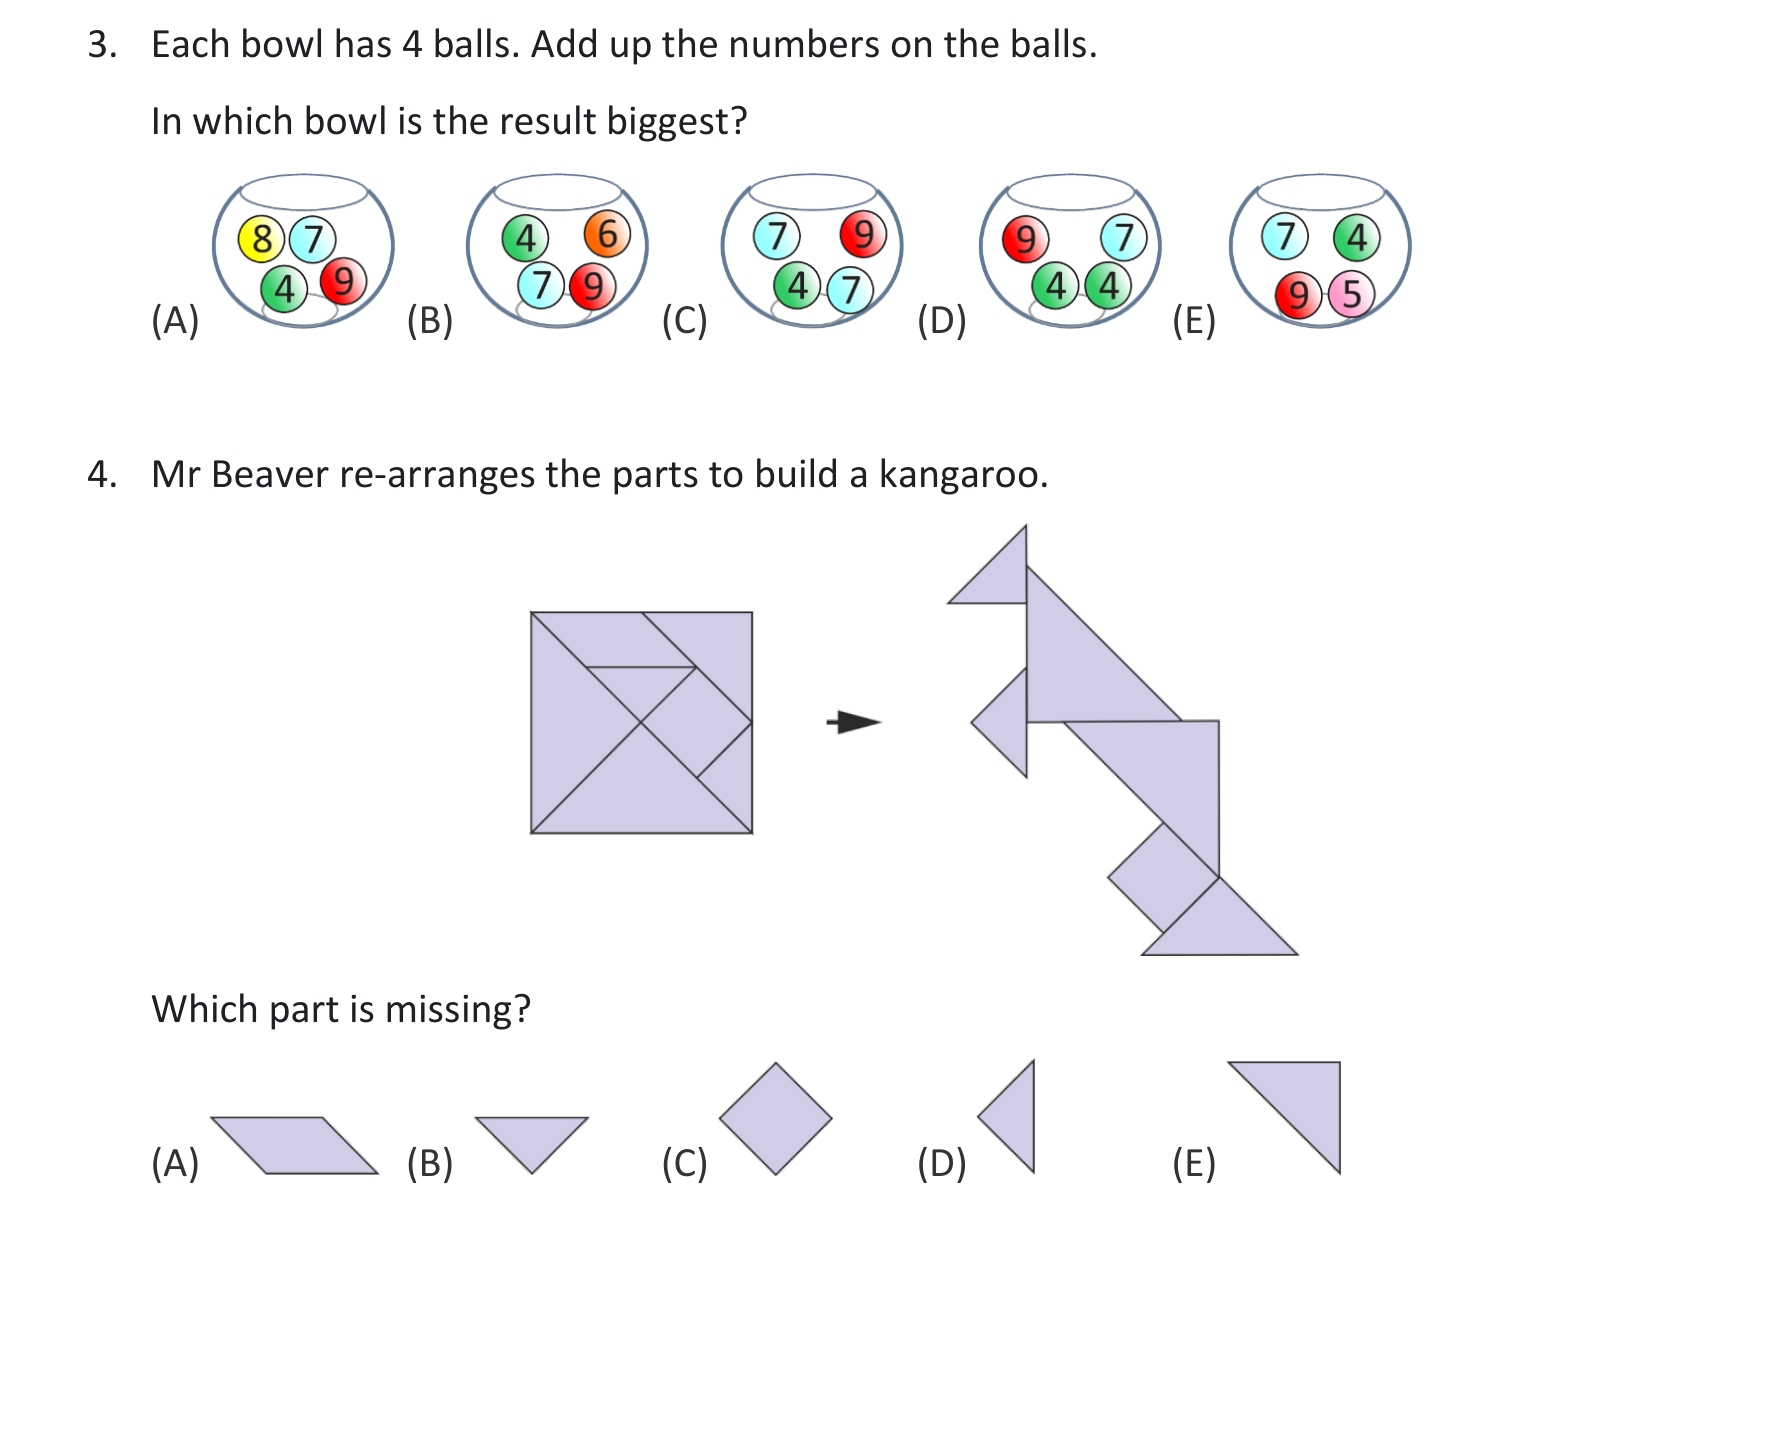 3. Each bowl has 4 balls. Add up the numbers on the balls.
In which bowl is the result biggest?
8 7 4 6 7 9 9 7 7 4
4 9 7 9 4 7 4 4 9 5
(A) (B) (C) (D) (E)
4. Mr Beaver re-arranges the parts to build a kangaroo.
Which part is missing?
(A) (B) (C) (D) (E)